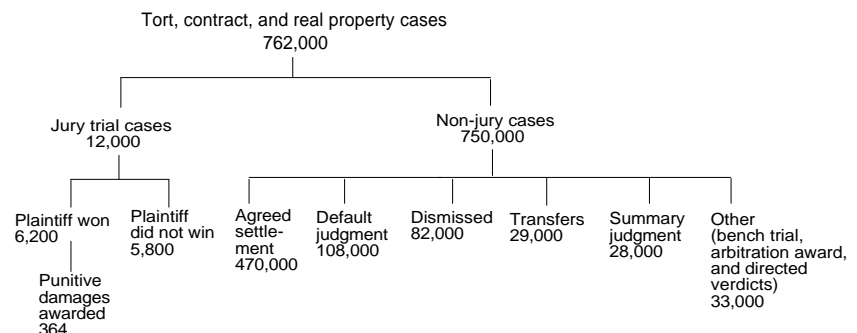 Tort, contract, and real property cases
762,000
Jury trial cases
12,000
Non-jury cases
750,000
Plaintiff won
6,200
Plaintiff
did not win
5,800
Agreed
settle-
ment
470,000
Default
judgment
108,000
Dismissed
82,000
Transfers
29,000
Summary
judgment
28,000
Other
(bench trial,
arbitration award,
and directed
verdicts)
33,000
Punitive
damages
awarded
364